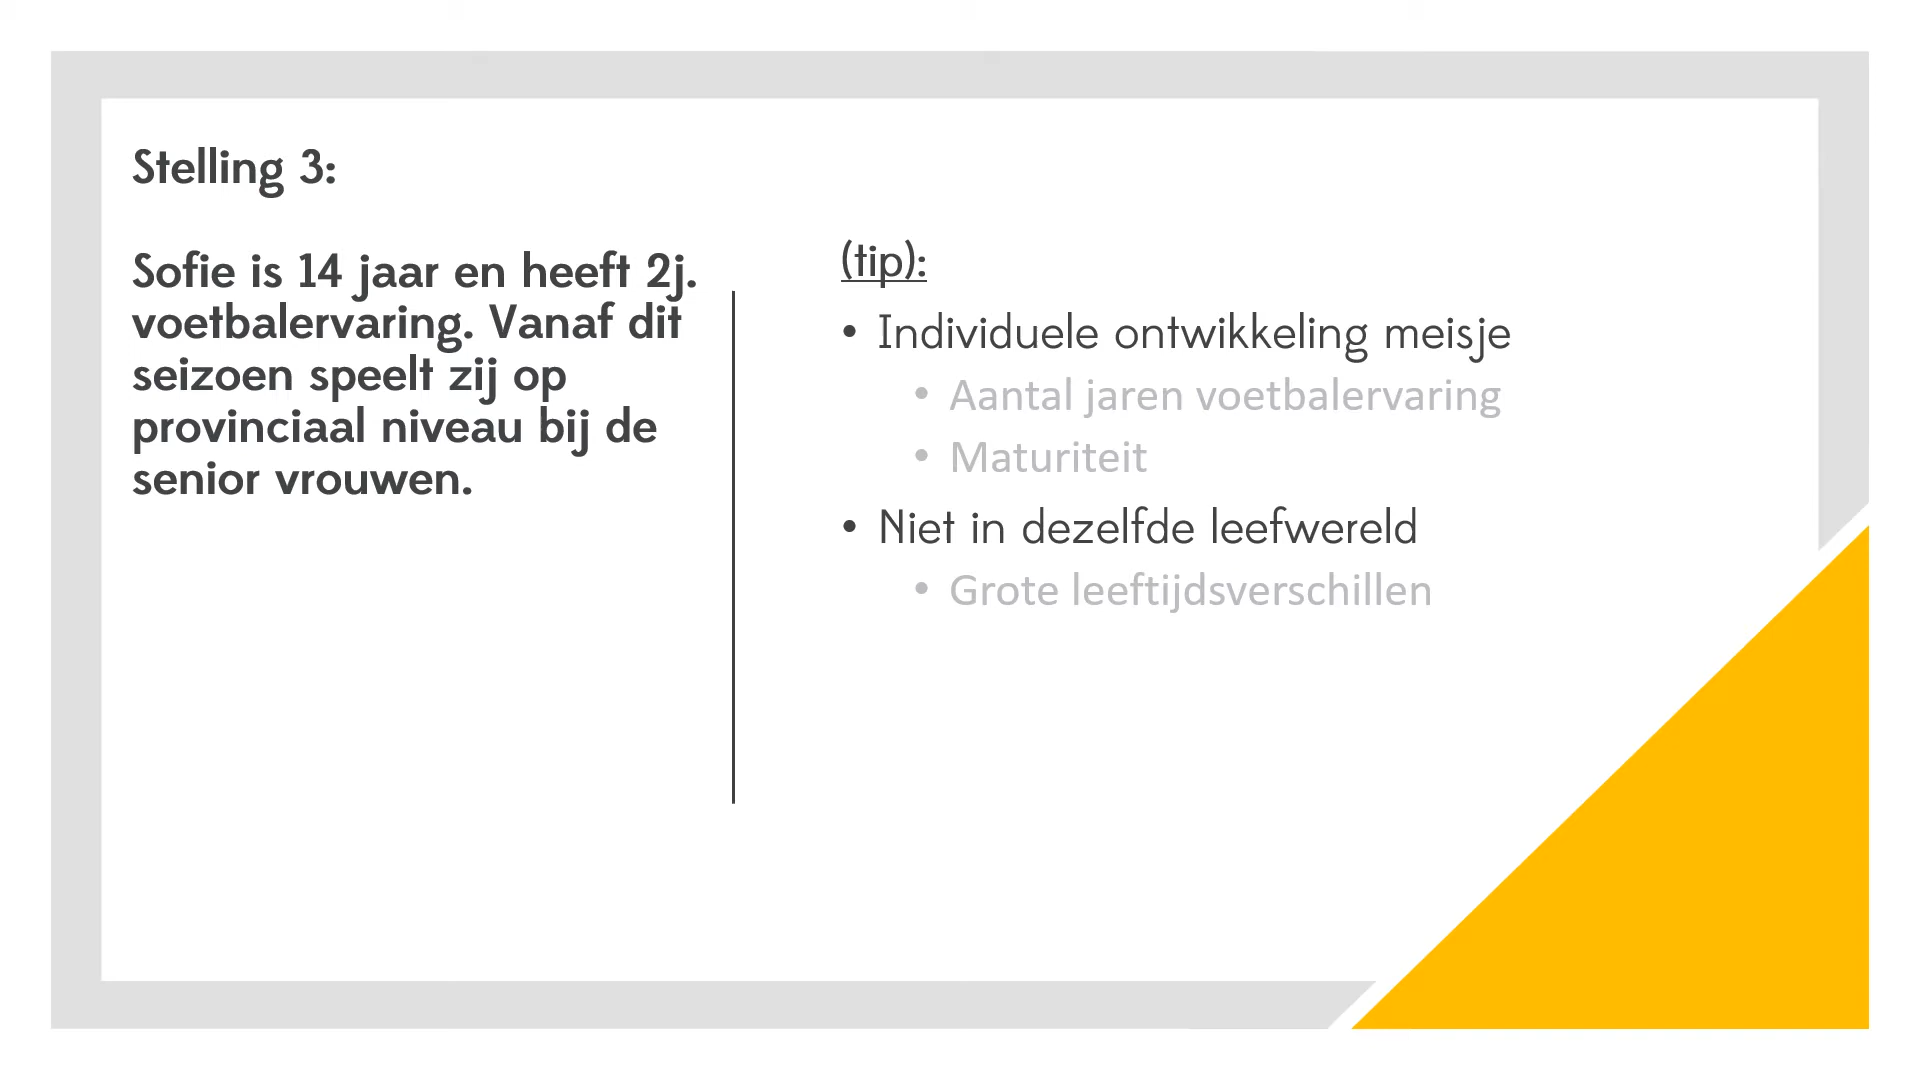 Stelling 3:
Sofie is 14 jaar en heeft 2j.
voetbalervaring. Vanaf dit
seizoen speelt zij op
provinciaal niveau bij de
senior vrouwen.
(tip):
• Individuele ontwikkeling meisje
• Aantal jaren voetbalervaring
• Maturiteit
• Niet in dezelfde leefwereld
• Grote leeftijdsverschillen